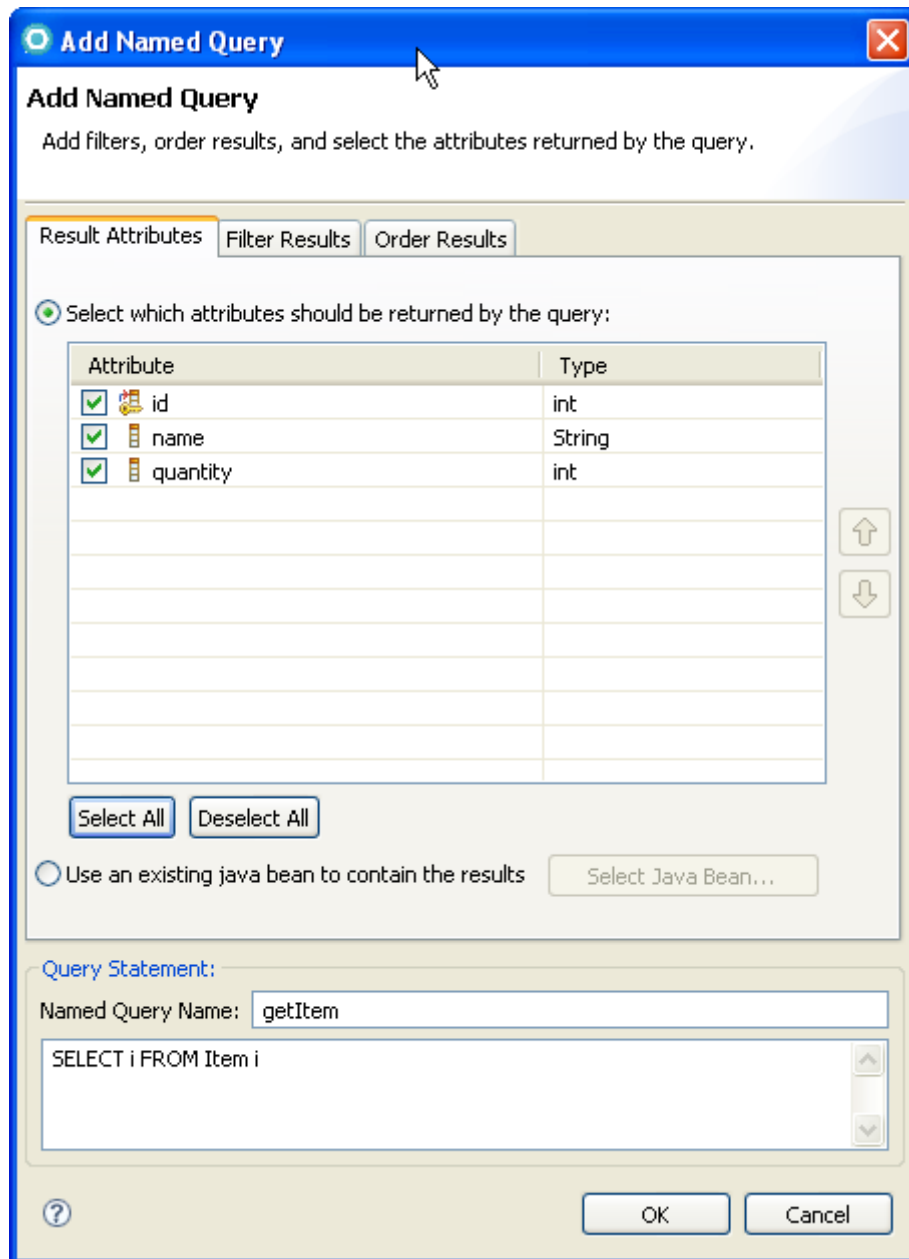 Add Named Query
Add Named Query
Add filters, order results, and select the attributes returned by the query.
Result Attributes Filter Results Order Results
Select which attributes should be returned by the query:
Attribute Type
id int
name String
quantity int
Select All Deselect All
Use an existing java bean to contain the results Select Java Bean...
Query Statement:
Named Query Name: getItem
SELECT i FROM Item i
? OK Cancel